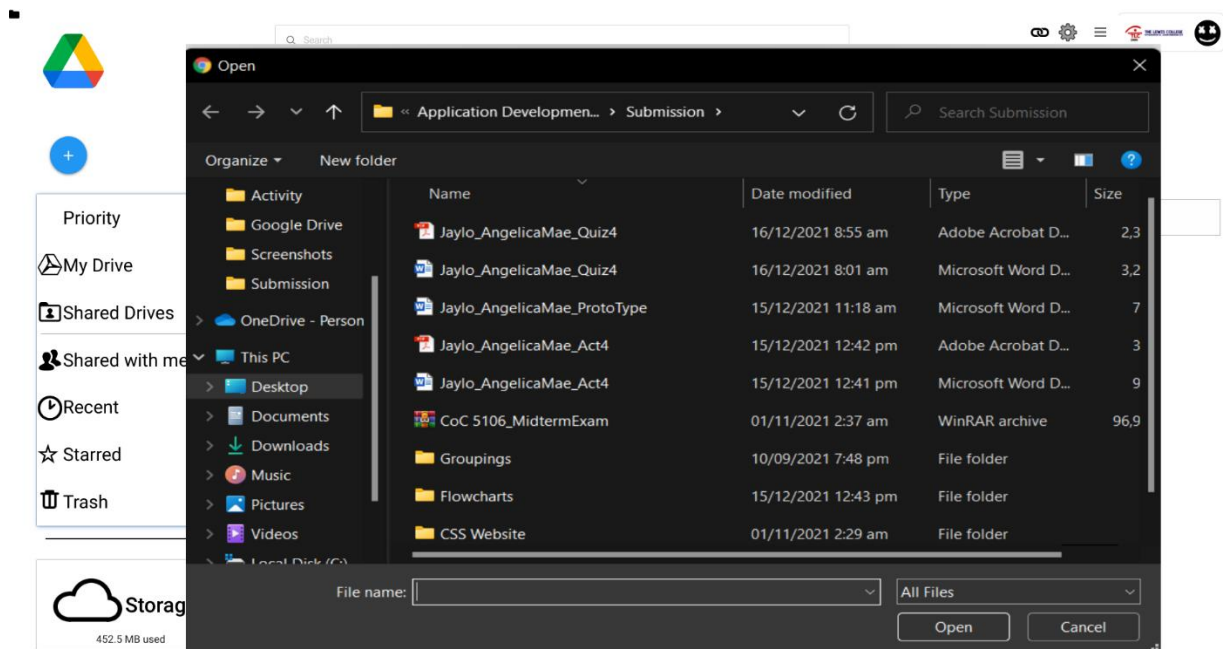 Search
THE LEWIS COLLEGE
Open
« Application Developmen... > Submission >
Search Submission
+
Organize
New folder
?
Name Date modified Type Size
Activity
Google Drive
Screenshots
Submission
OneDrive - Person
This PC
Desktop
Documents
Downloads
Music
Pictures
Videos
Local Disk (C:)
Jaylo_AngelicaMae_Quiz4 16/12/2021 8:55 am Adobe Acrobat D... 2,3
Jaylo_AngelicaMae_Quiz4 16/12/2021 8:01 am Microsoft Word D... 3,2
Jaylo_AngelicaMae_ProtoType 15/12/2021 11:18 am Microsoft Word D... 7
Jaylo_AngelicaMae_Act4 15/12/2021 12:42 pm Adobe Acrobat D... 3
Jaylo_AngelicaMae_Act4 15/12/2021 12:41 pm Microsoft Word D... 9
CoC 5106_MidtermExam 01/11/2021 2:37 am WinRAR archive 96,9
Groupings 10/09/2021 7:48 pm File folder
Flowcharts 15/12/2021 12:43 pm File folder
CSS Website 01/11/2021 2:29 am File folder
File name:
All Files
Open
Cancel
Priority
My Drive
Shared Drives
Shared with me
Recent
Starred
Trash
Storag
452.5 MB used